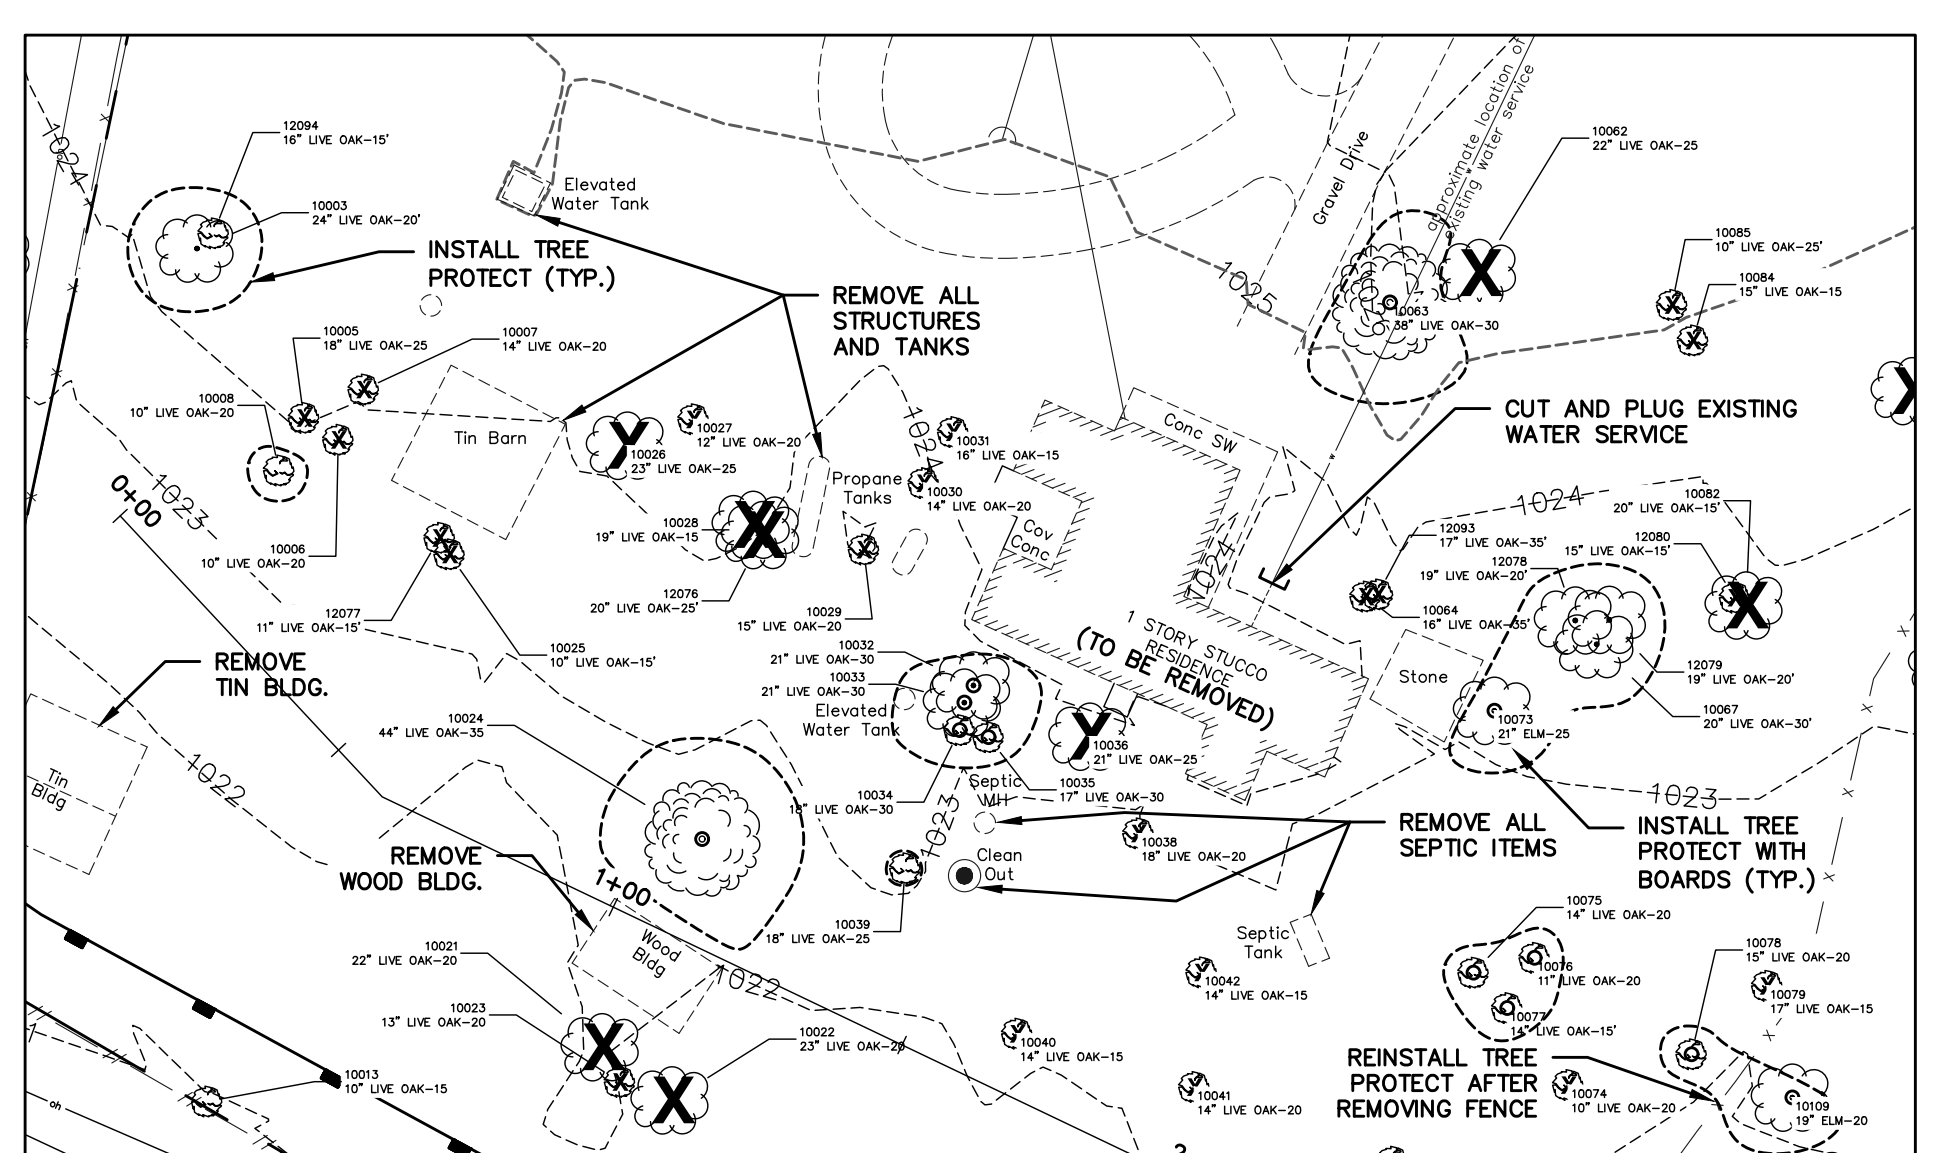 1024
12094
16" LIVE OAK-15'
10003
24" LIVE OAK-20'
INSTALL TREE
PROTECT (TYP.)
Elevated
Water Tank
REMOVE ALL
STRUCTURES
AND TANKS
Gravel Drive
approximate location of
existing water service
10062
22" LIVE OAK-25
1025
10063
38" LIVE OAK-30
10085
10" LIVE OAK-25'
10084
15" LIVE OAK-15
10005
18" LIVE OAK-25
10007
14" LIVE OAK-20
10008
10" LIVE OAK-20
Tin Barn
10026
23" LIVE OAK-25
10027
12" LIVE OAK-20
1024
10031
16" LIVE OAK-15
10030
14" LIVE OAK-20
Propane
Tanks
Conc SW
Cov
Conc
CUT AND PLUG EXISTING
WATER SERVICE
0+00
1023
10006
10" LIVE OAK-20
10028
19" LIVE OAK-15
12076
20" LIVE OAK-25'
10029
15" LIVE OAK-20
12077
11" LIVE OAK-15'
10025
10" LIVE OAK-15'
1024
1024
10082
20" LIVE OAK-15'
12093
17" LIVE OAK-35'
12080
15" LIVE OAK-15'
12078
19" LIVE OAK-20'
10064
16" LIVE OAK-35'
12079
19" LIVE OAK-20'
10067
20" LIVE OAK-30'
Stone
10073
21" ELM-25
1 STORY STUCCO
RESIDENCE
(TO BE REMOVED)
REMOVE
TIN BLDG.
Tin
Bldg
1022
10024
44" LIVE OAK-35
10032
21" LIVE OAK-30
10033
21" LIVE OAK-30
Elevated
Water Tank
10036
21" LIVE OAK-25
10034
18" LIVE OAK-30
10035
17" LIVE OAK-30
Septic
MH
1023
1023
10038
18" LIVE OAK-20
Clean
Out
REMOVE ALL
SEPTIC ITEMS
INSTALL TREE
PROTECT WITH
BOARDS (TYP.)
REMOVE
WOOD BLDG.
1+00
Wood
Bldg
1022
10039
18" LIVE OAK-25
Septic
Tank
10021
22" LIVE OAK-20
10023
13" LIVE OAK-20
10022
23" LIVE OAK-20
10042
14" LIVE OAK-15
10075
14" LIVE OAK-20
10076
11" LIVE OAK-20
10077
14" LIVE OAK-15'
10078
15" LIVE OAK-20
10079
17" LIVE OAK-15
10040
14" LIVE OAK-15
10041
14" LIVE OAK-20
REINSTALL TREE
PROTECT AFTER
REMOVING FENCE
10074
10" LIVE OAK-20
10109
19" ELM-20
10013
10" LIVE OAK-15